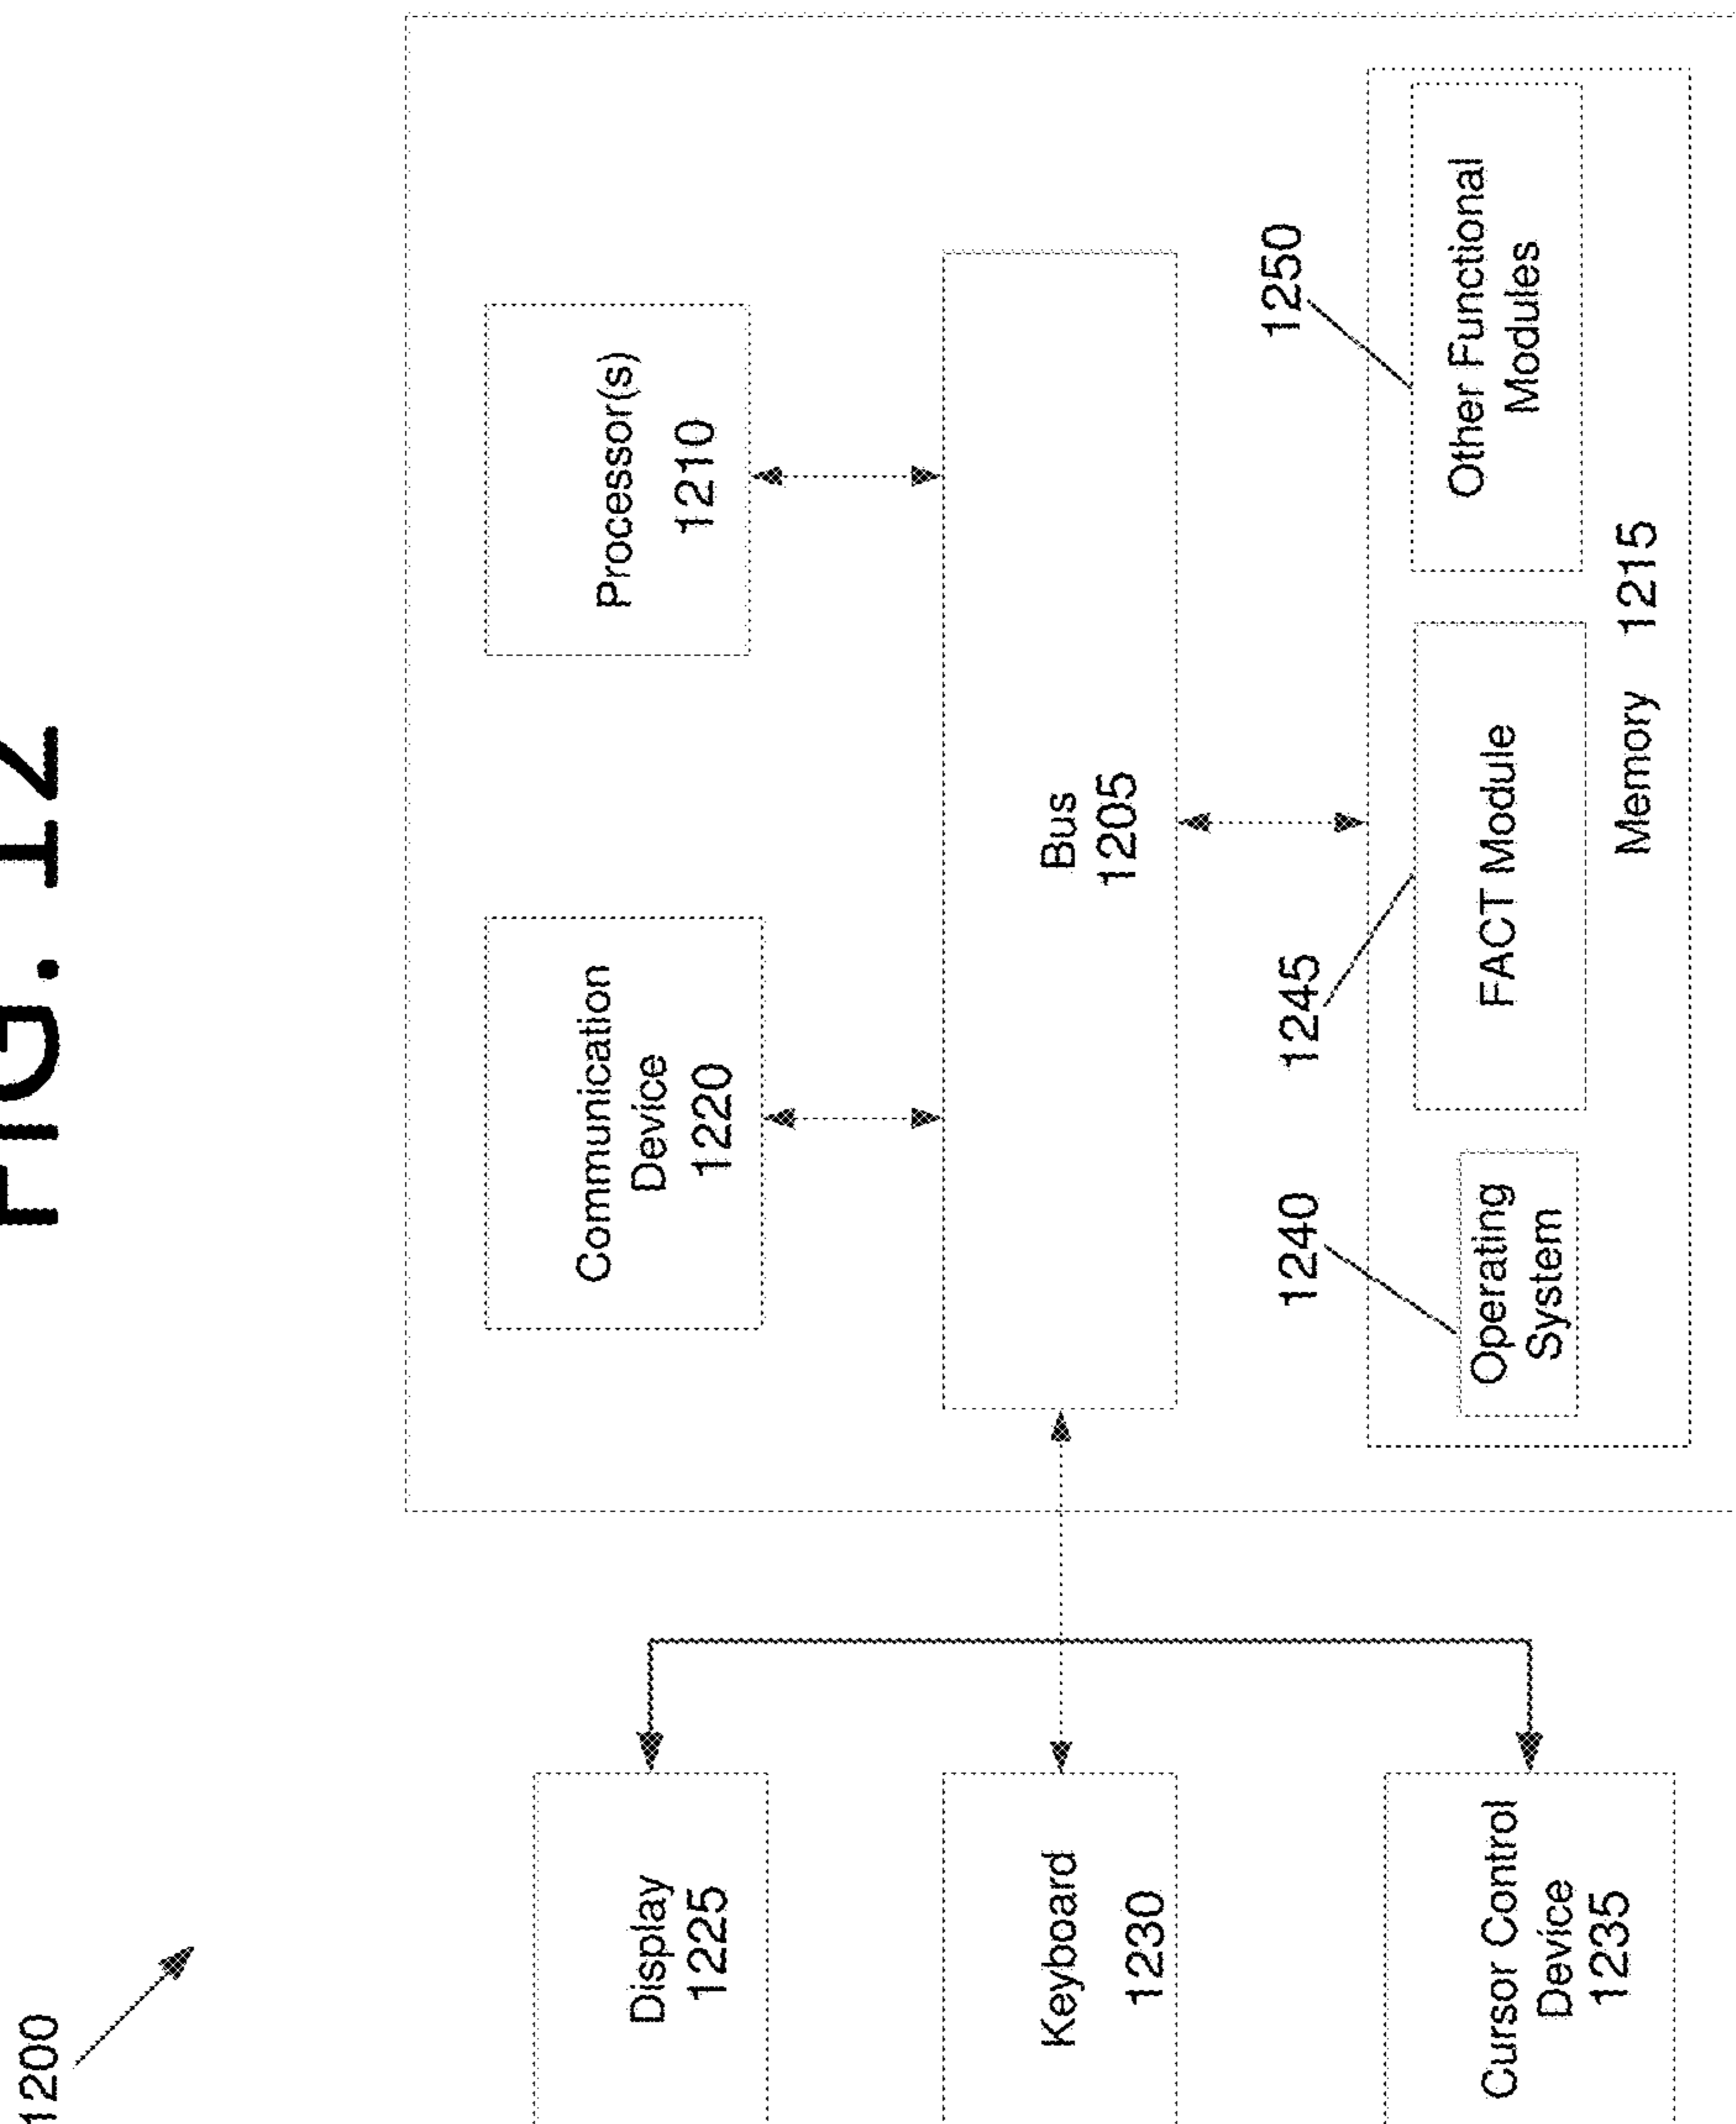 FIG. 12
1200
Display
1225
Keyboard
1230
Cursor Control
Device
1235
Communication
Device
1220
Processor(s)
1210
Bus
1205
1240
1245
1250
Operating
System
FACT Module
Other Functional
Modules
Memory 1215